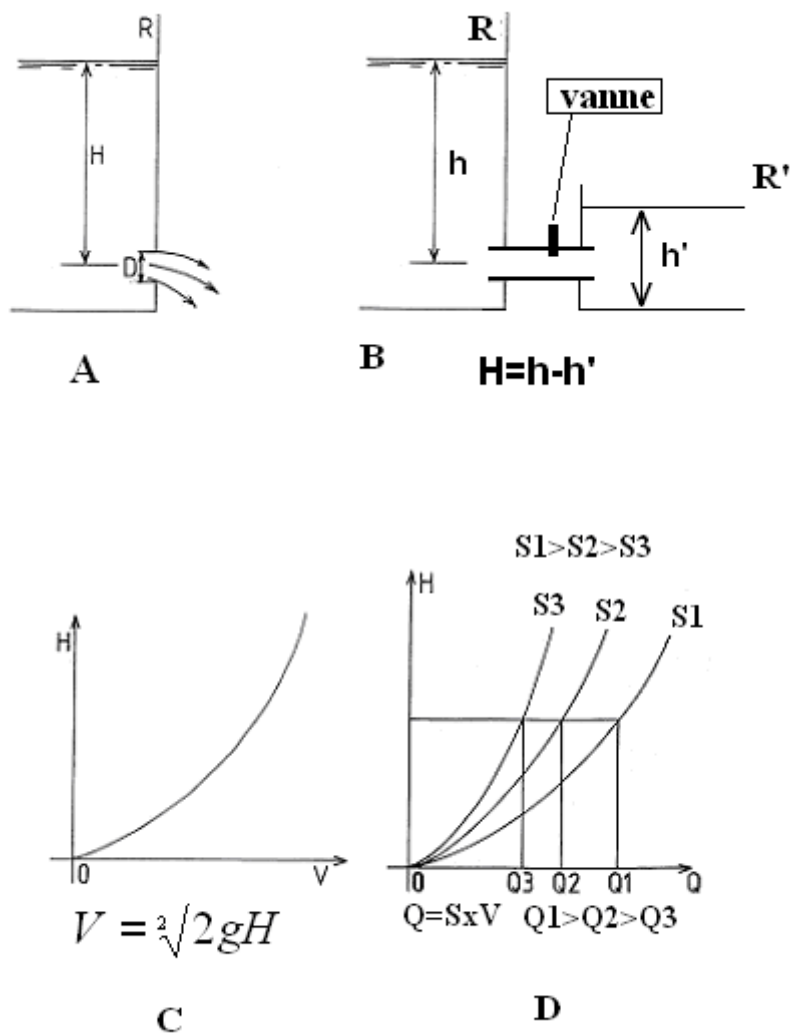 R
H
D
A
R
vanne
h
R'
h'
B
H=h-h'
H
0
V
V = ²√2gH
C
S1>S2>S3
H
S3
S2
S1
0
Q3
Q2
Q1
Q
Q=SxV
Q1>Q2>Q3
D